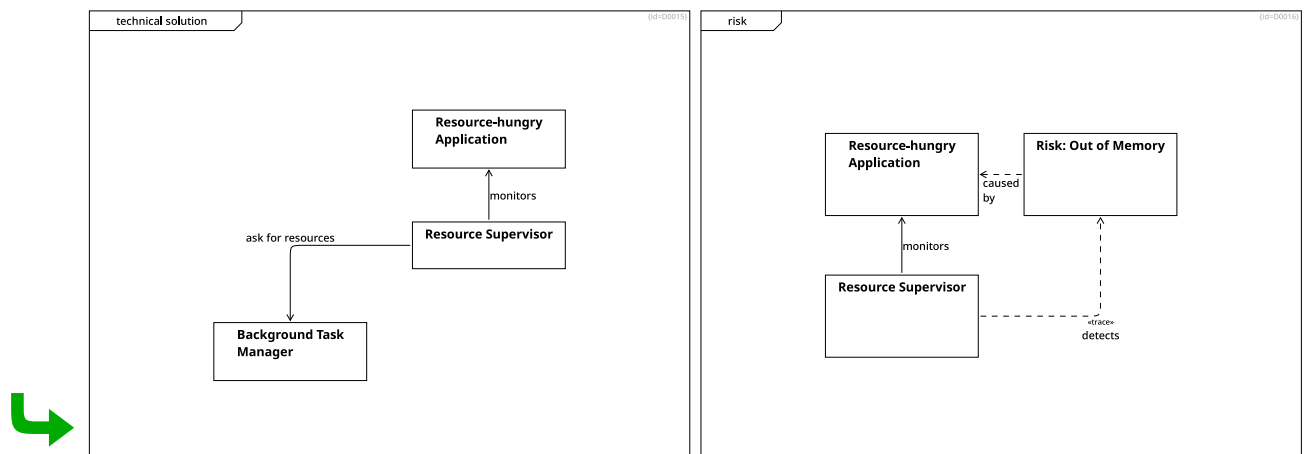 technical solution
{id=D0015}
Resource-hungry
Application
monitors
Resource Supervisor
ask for resources
Background Task
Manager
risk
{id=D0016}
Resource-hungry
Application
Risk: Out of Memory
caused
by
monitors
Resource Supervisor
«trace»
detects